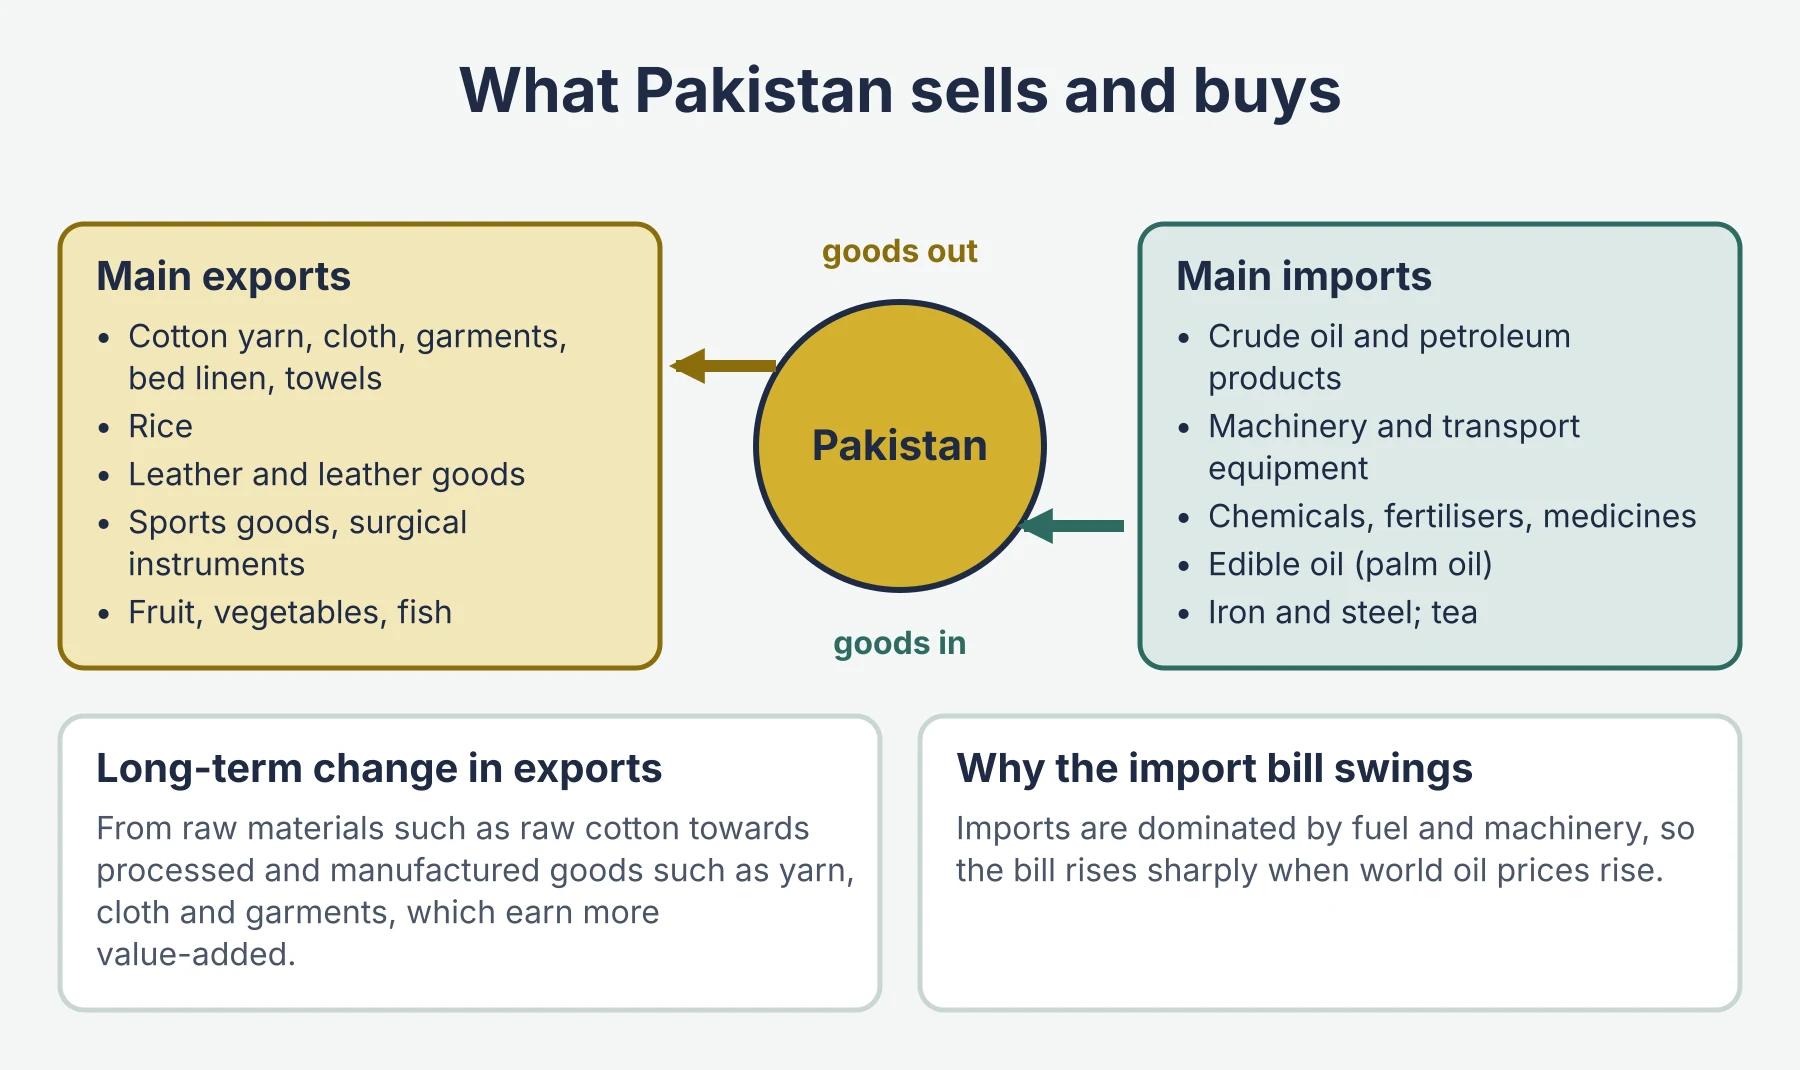 What Pakistan sells and buys
Main exports
• Cotton yarn, cloth, garments,
bed linen, towels
• Rice
• Leather and leather goods
• Sports goods, surgical
instruments
• Fruit, vegetables, fish
goods out
Pakistan
goods in
Main imports
• Crude oil and petroleum
products
• Machinery and transport
equipment
• Chemicals, fertilisers, medicines
• Edible oil (palm oil)
• Iron and steel; tea
Long-term change in exports
From raw materials such as raw cotton towards
processed and manufactured goods such as yarn,
cloth and garments, which earn more
value-added.
Why the import bill swings
Imports are dominated by fuel and machinery, so
the bill rises sharply when world oil prices rise.